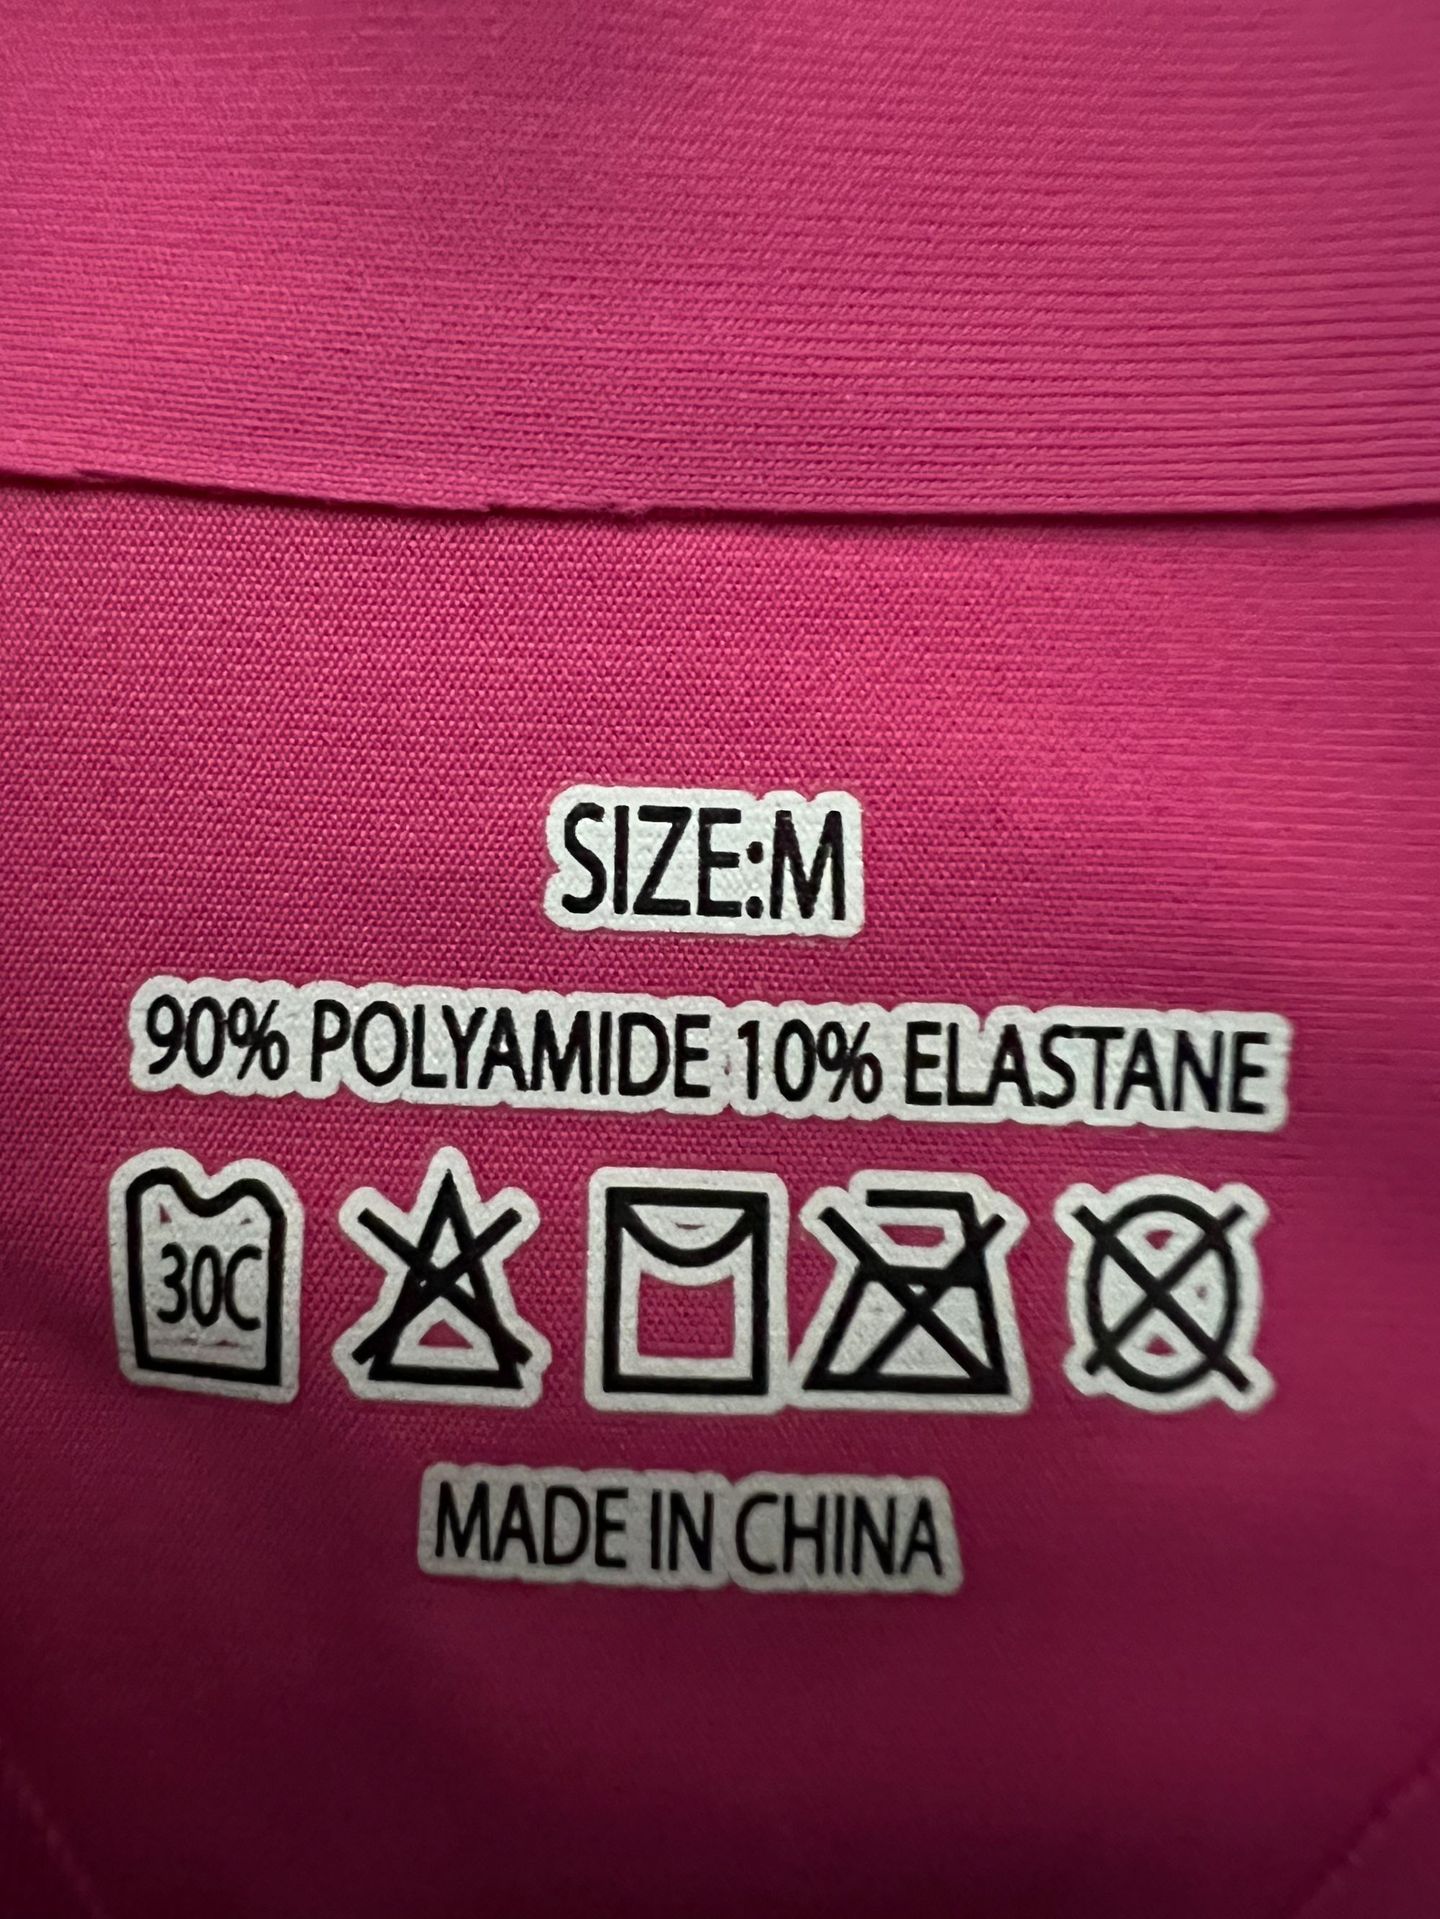 SIZE:M
90% POLYAMIDE 10% ELASTANE
30C
MADE IN CHINA